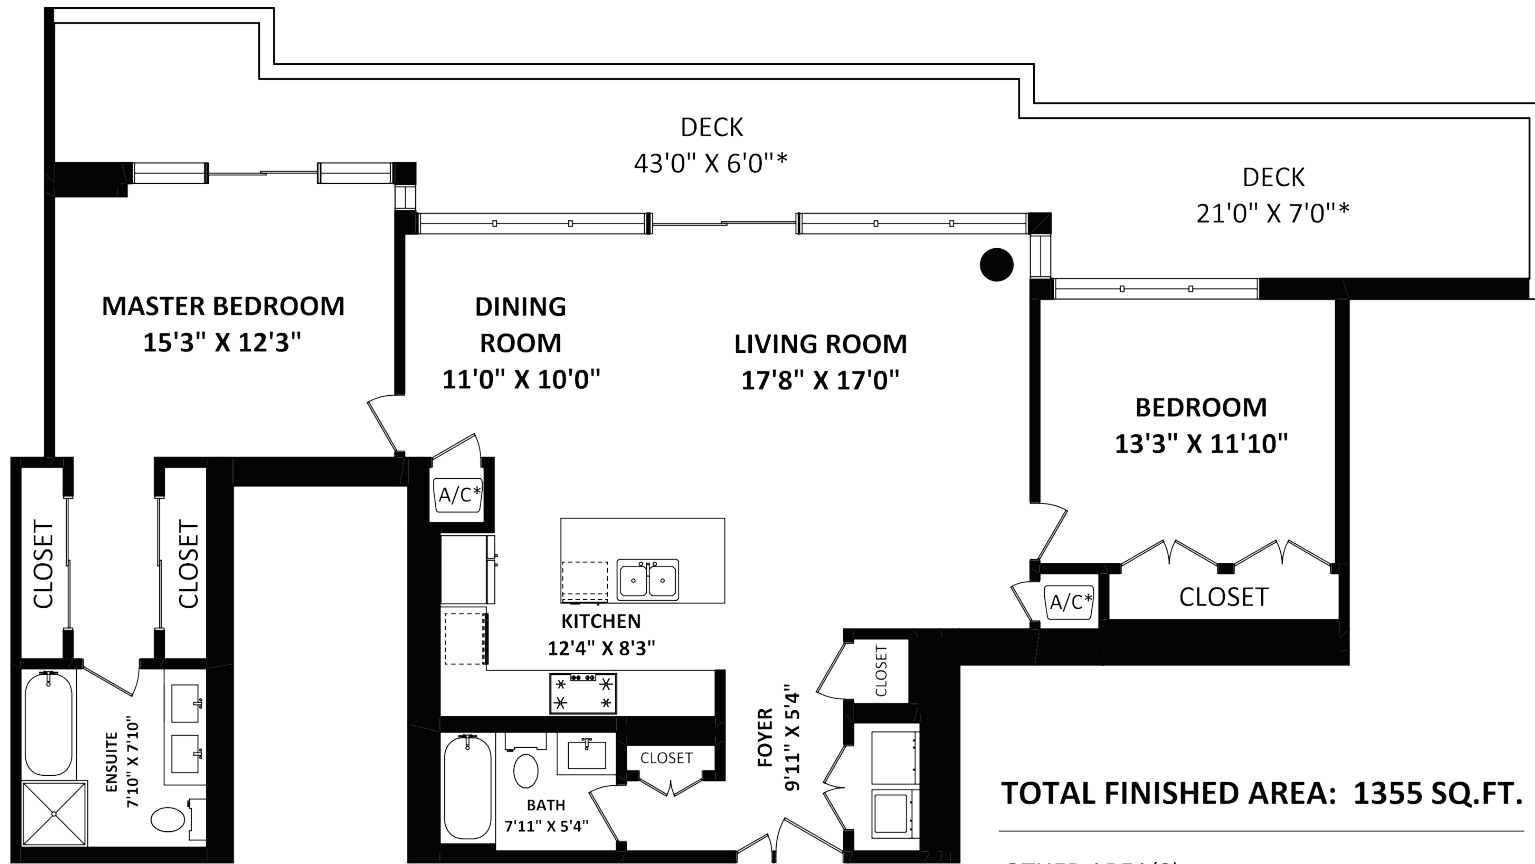 DECK
43'0" X 6'0"*
DECK
21'0" X 7'0"*
MASTER BEDROOM
15'3" X 12'3"
DINING
ROOM
11'0" X 10'0"
LIVING ROOM
17'8" X 17'0"
BEDROOM
13'3" X 11'10"
A/C*
CLOSET
CLOSET
A/C*
CLOSET
KITCHEN
12'4" X 8'3"
CLOSET
ENSUITE
7'10" X 7'10"
FOYER
9'11" X 5'4"
CLOSET
BATH
7'11" X 5'4"
TOTAL FINISHED AREA: 1355 SQ.FT.